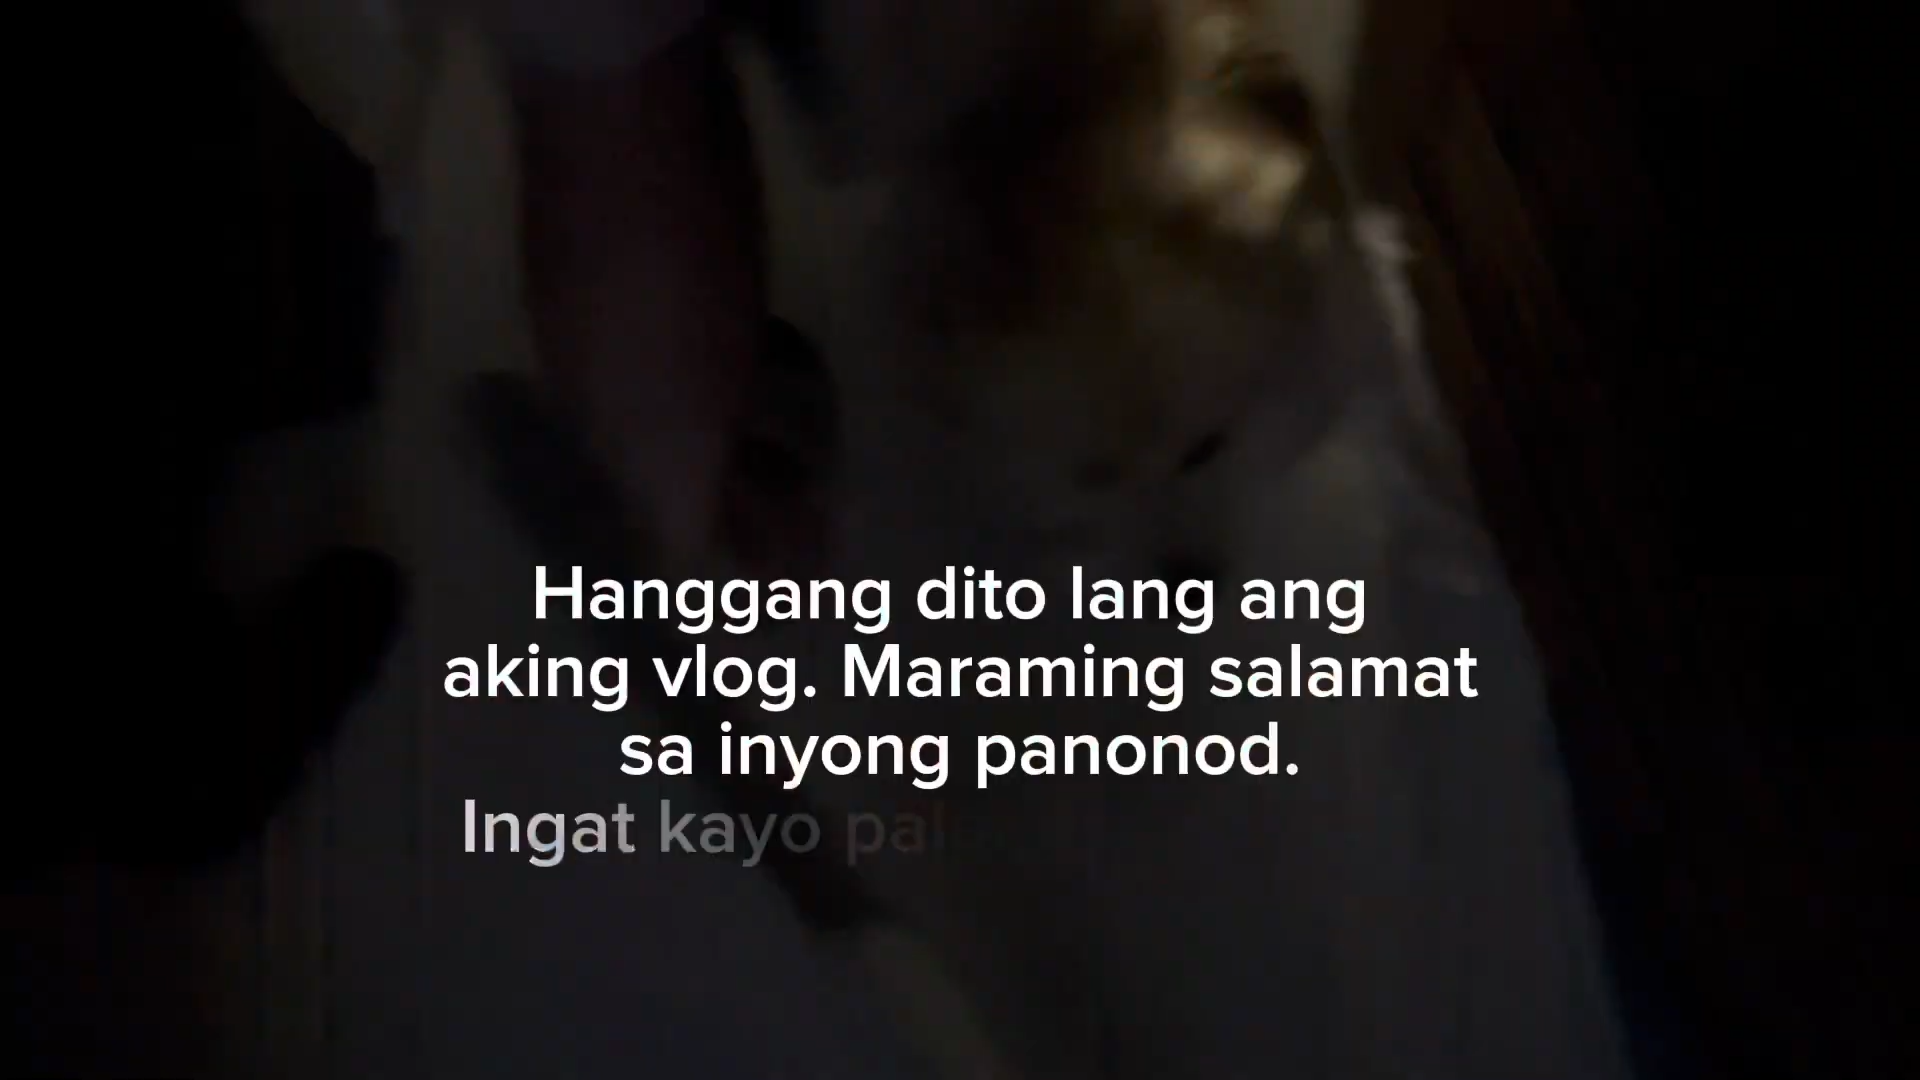 Hanggang dito lang ang
aking vlog. Maraming salamat
sa inyong panonod.
Ingat kayo